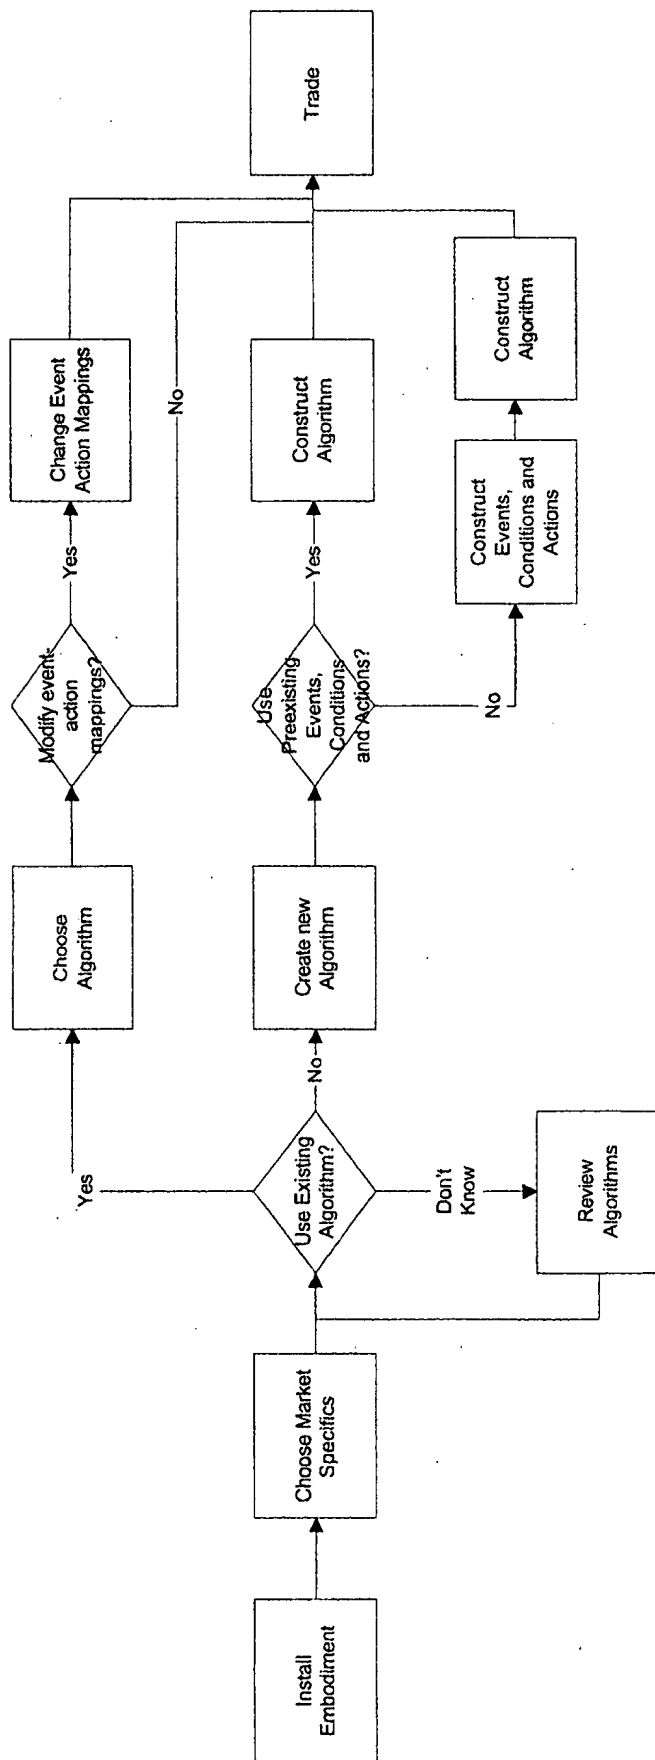 Install
Embodiment
Choose Market
Specifics
Use Existing
Algorithm?
Yes
No
Don't
Know
Review
Algorithms
Choose
Algorithm
Modify event-
action
mappings?
Yes
No
Change Event
Action Mappings
Create new
Algorithm
Use
Preexisting
Events,
Conditions
and Actions?
Yes
No
Construct
Algorithm
Construct
Events,
Conditions and
Actions
Construct
Algorithm
Trade